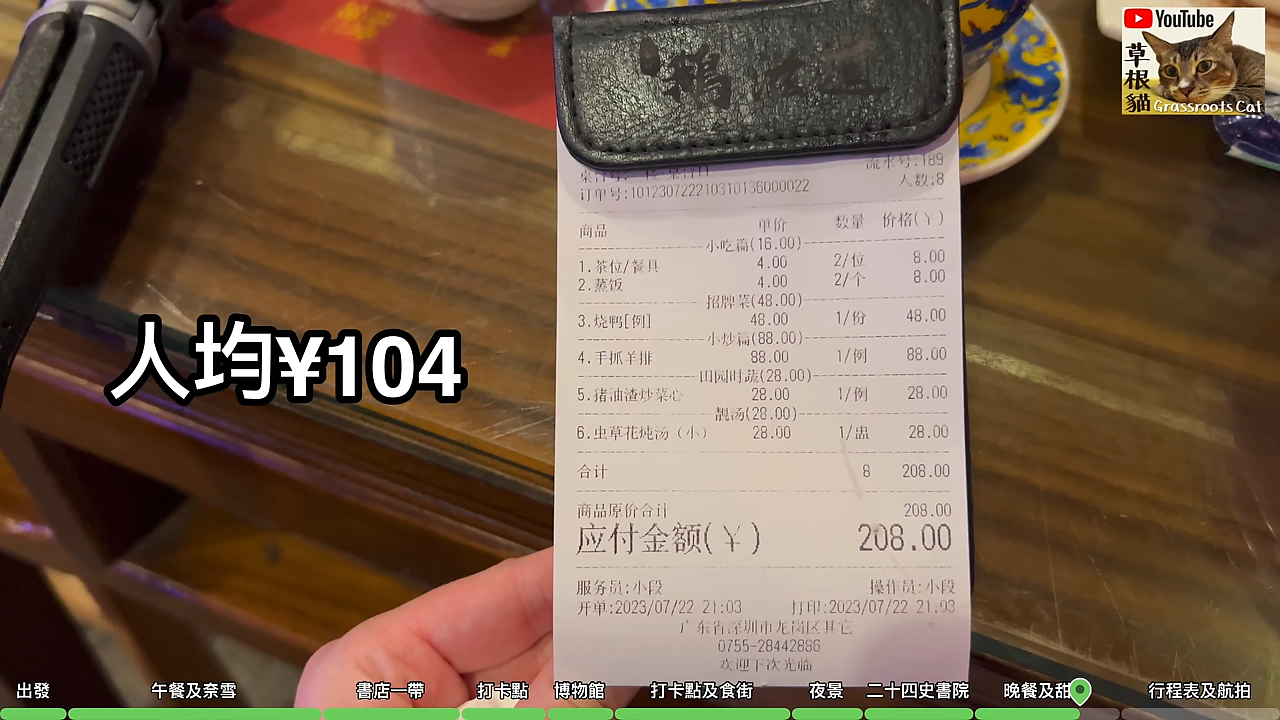 YouTube
草根貓
Grassroots Cat
流水号:189
订单号:101230722210310136000022
人数:8
商品 单价 数量 价格(￥)
小吃篇(16.00)
1.茶位/餐具 4.00 2/位 8.00
2.蒸饭 4.00 2/个 8.00
招牌菜(48.00)
3.烧鸭[例] 48.00 1/份 48.00
小炒篇(88.00)
4.手抓羊排 88.00 1/例 88.00
田园时蔬(28.00)
5.猪油渣炒菜心 28.00 1/例 28.00
靓汤(28.00)
6.虫草花炖汤（小） 28.00 1/盅 28.00
合计 8 208.00
商品原价合计 208.00
应付金额(￥) 208.00
服务员:小段 操作员:小段
开单:2023/07/22 21:03 打印:2023/07/22
广东省深圳市龙岗区其它
0755-28442886
欢迎下次光临
人均¥104
出發 午餐及奈雪 書店一帶 打卡點 博物館 打卡點及食街 夜景 二十四史書院 晚餐及甜 行程表及航拍